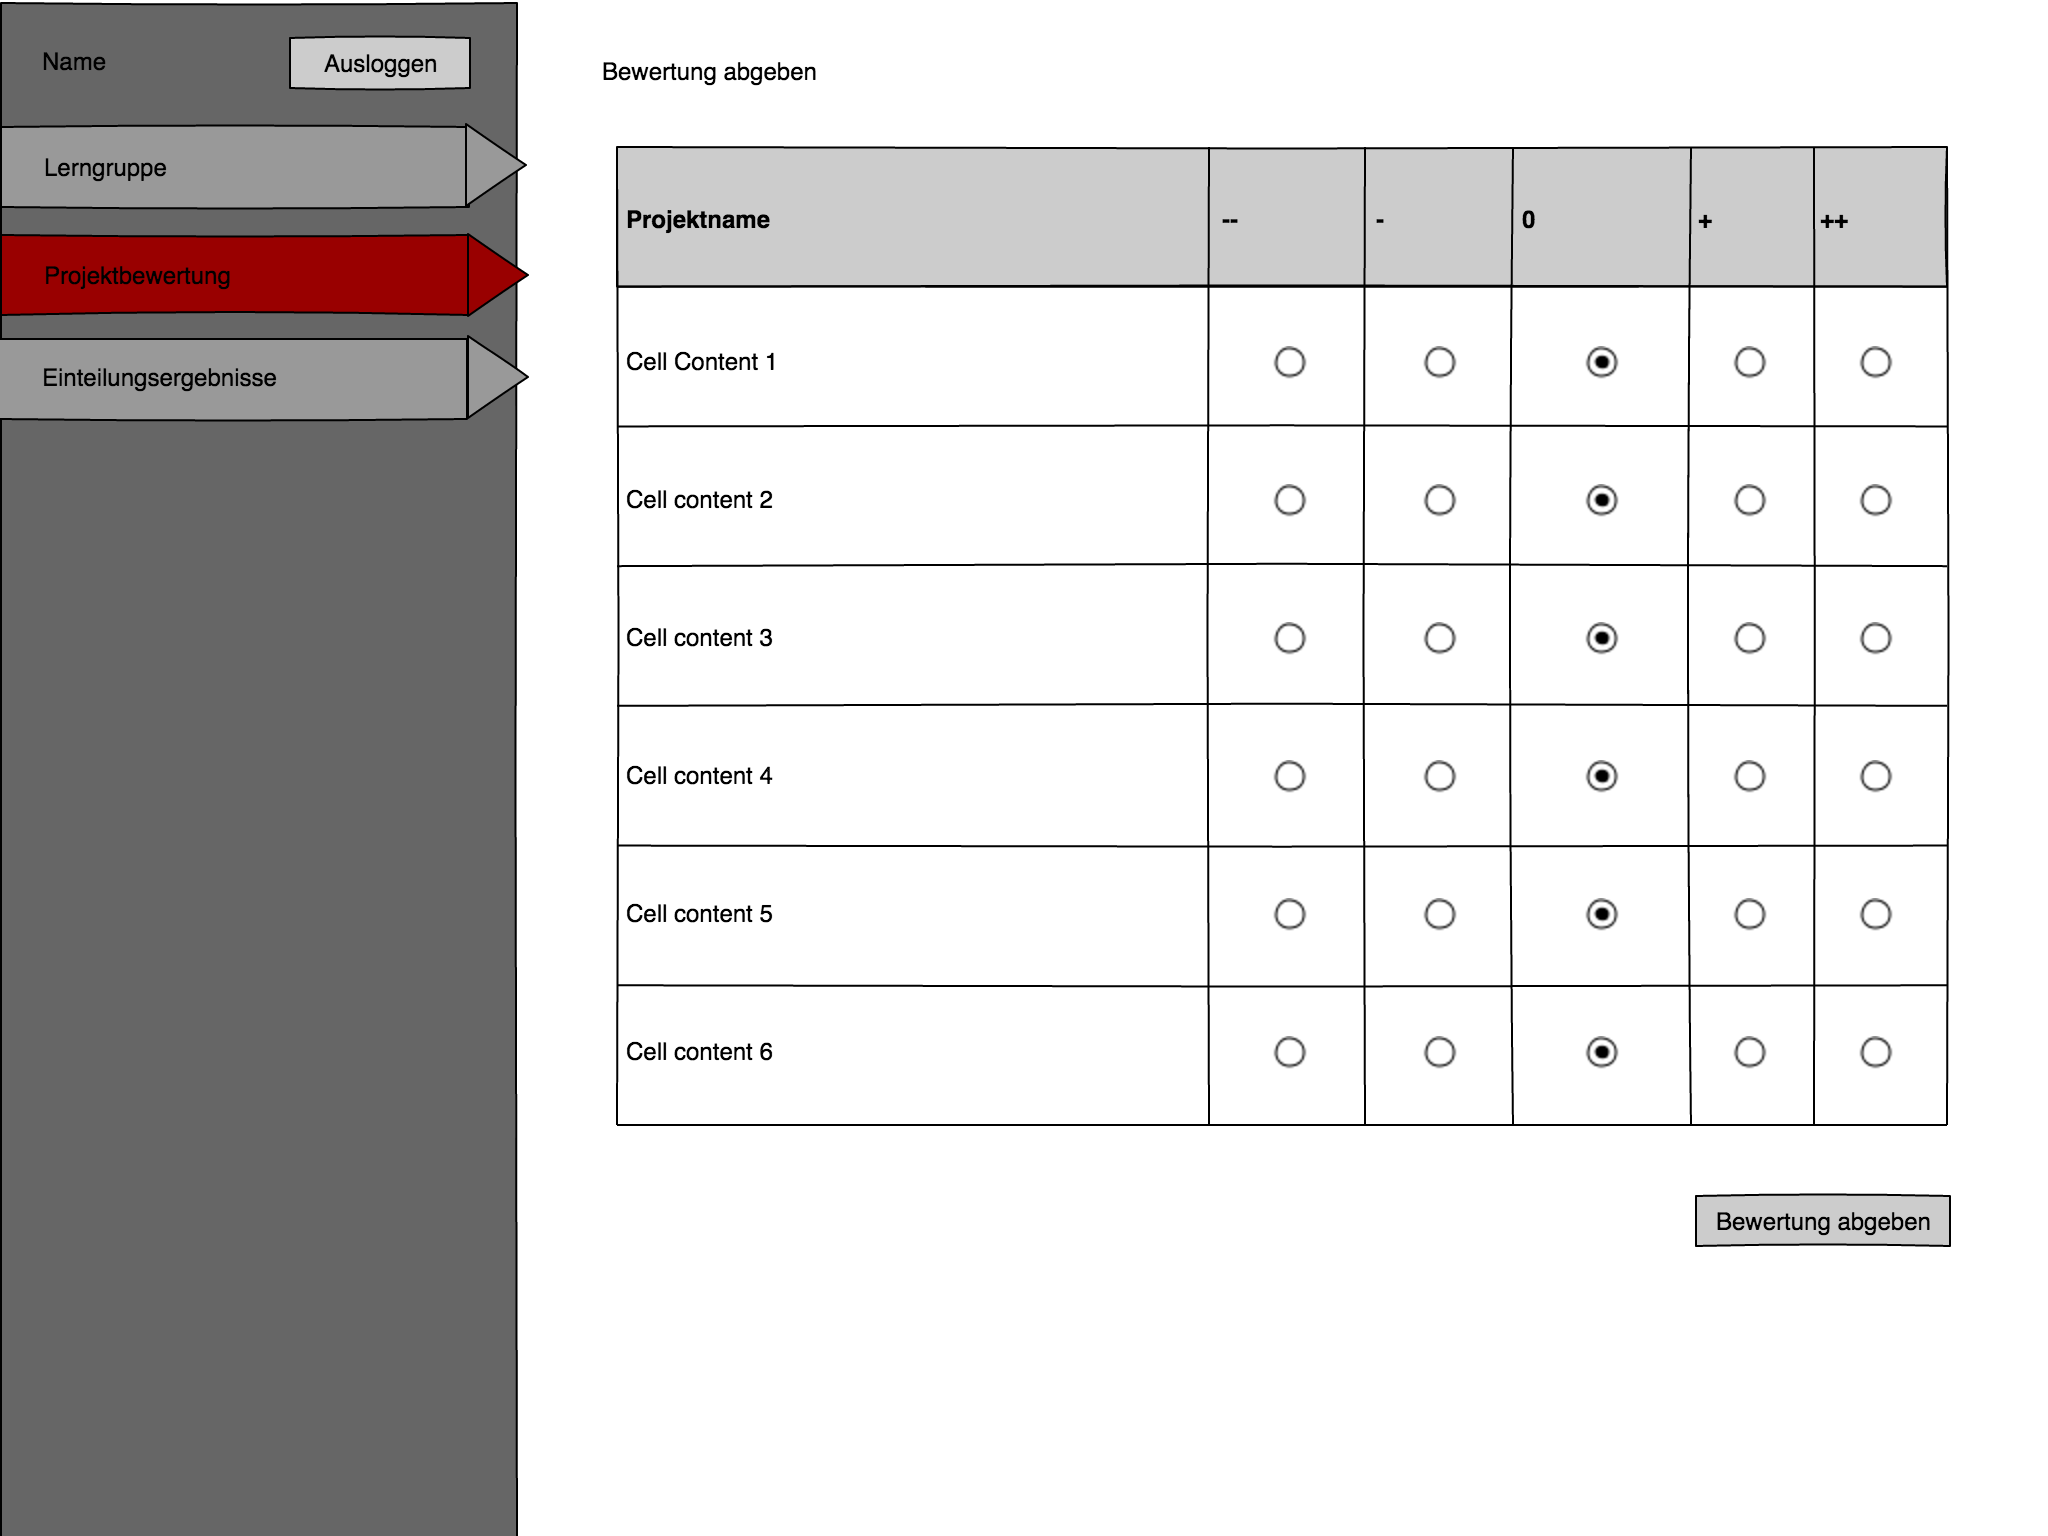 Name
Ausloggen
Lerngruppe
Projektbewertung
Einteilungsergebnisse
Bewertung abgeben
Projektname -- - 0 + ++
Cell Content 1
Cell content 2
Cell content 3
Cell content 4
Cell content 5
Cell content 6
Bewertung abgeben